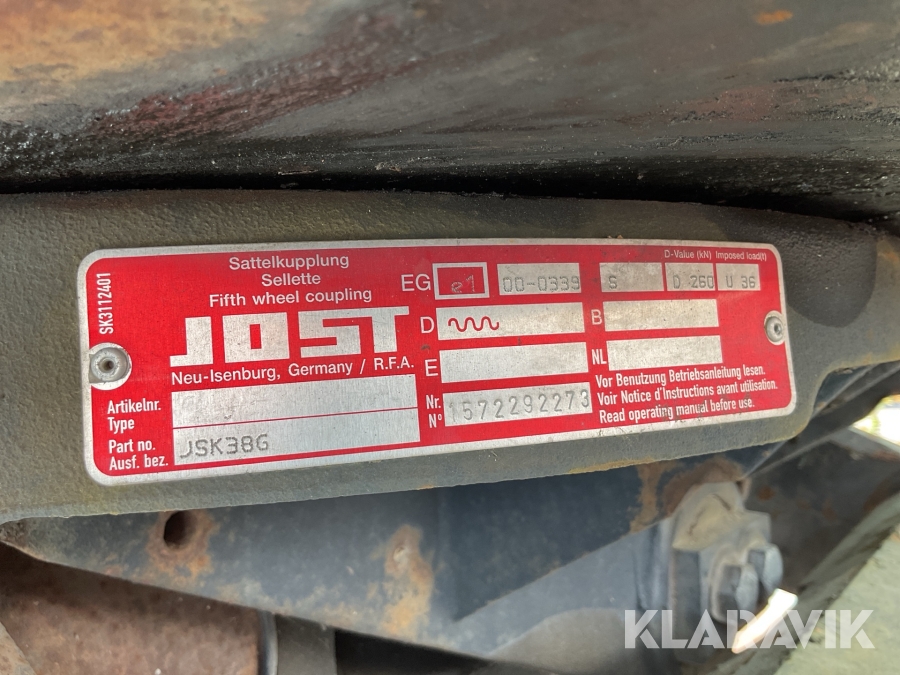 SK3112401
Sattelkupplung
Sellette
Fifth wheel coupling
JOST
Neu-Isenburg, Germany / R.F.A.
Artikelnr.
Type
Part no.
Ausf. bez.
JSK38G
D-Value (kN) Imposed load(t)
EG e1 00-0339 S D 260 U 36
D B
E NL
Nr.
N° 1572292273
Vor Benutzung Betriebsanleitung lesen.
Voir Notice d'Instructions avant utilisation.
Read operating manual before use.
KLARAVIK